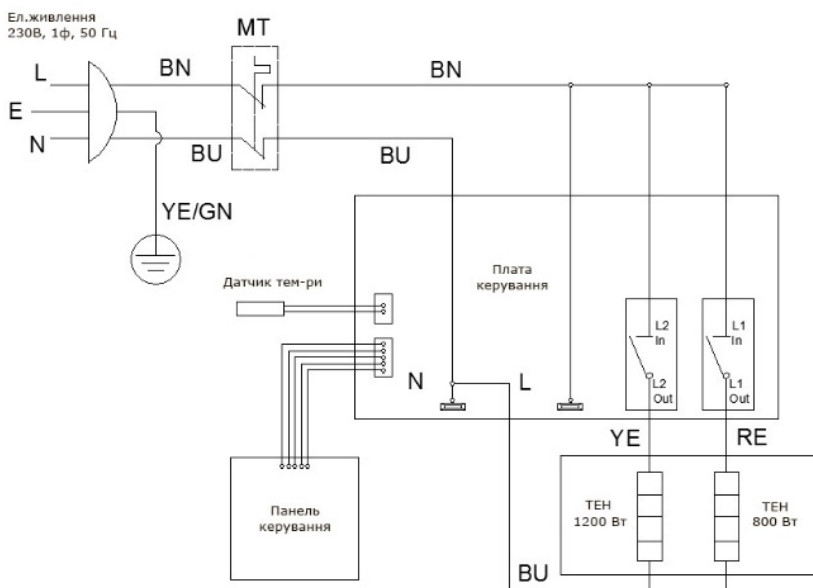 Ел.живлення
230В, 1ф, 50 Гц
MT
L
BN
BN
E
N
BU
BU
YE/GN
Плата
керування
Датчик тем-ри
L2
In
L1
In
N
L
L2
Out
L1
Out
YE
RE
Панель
керування
ТЕН
1200 Вт
ТЕН
800 Вт
BU